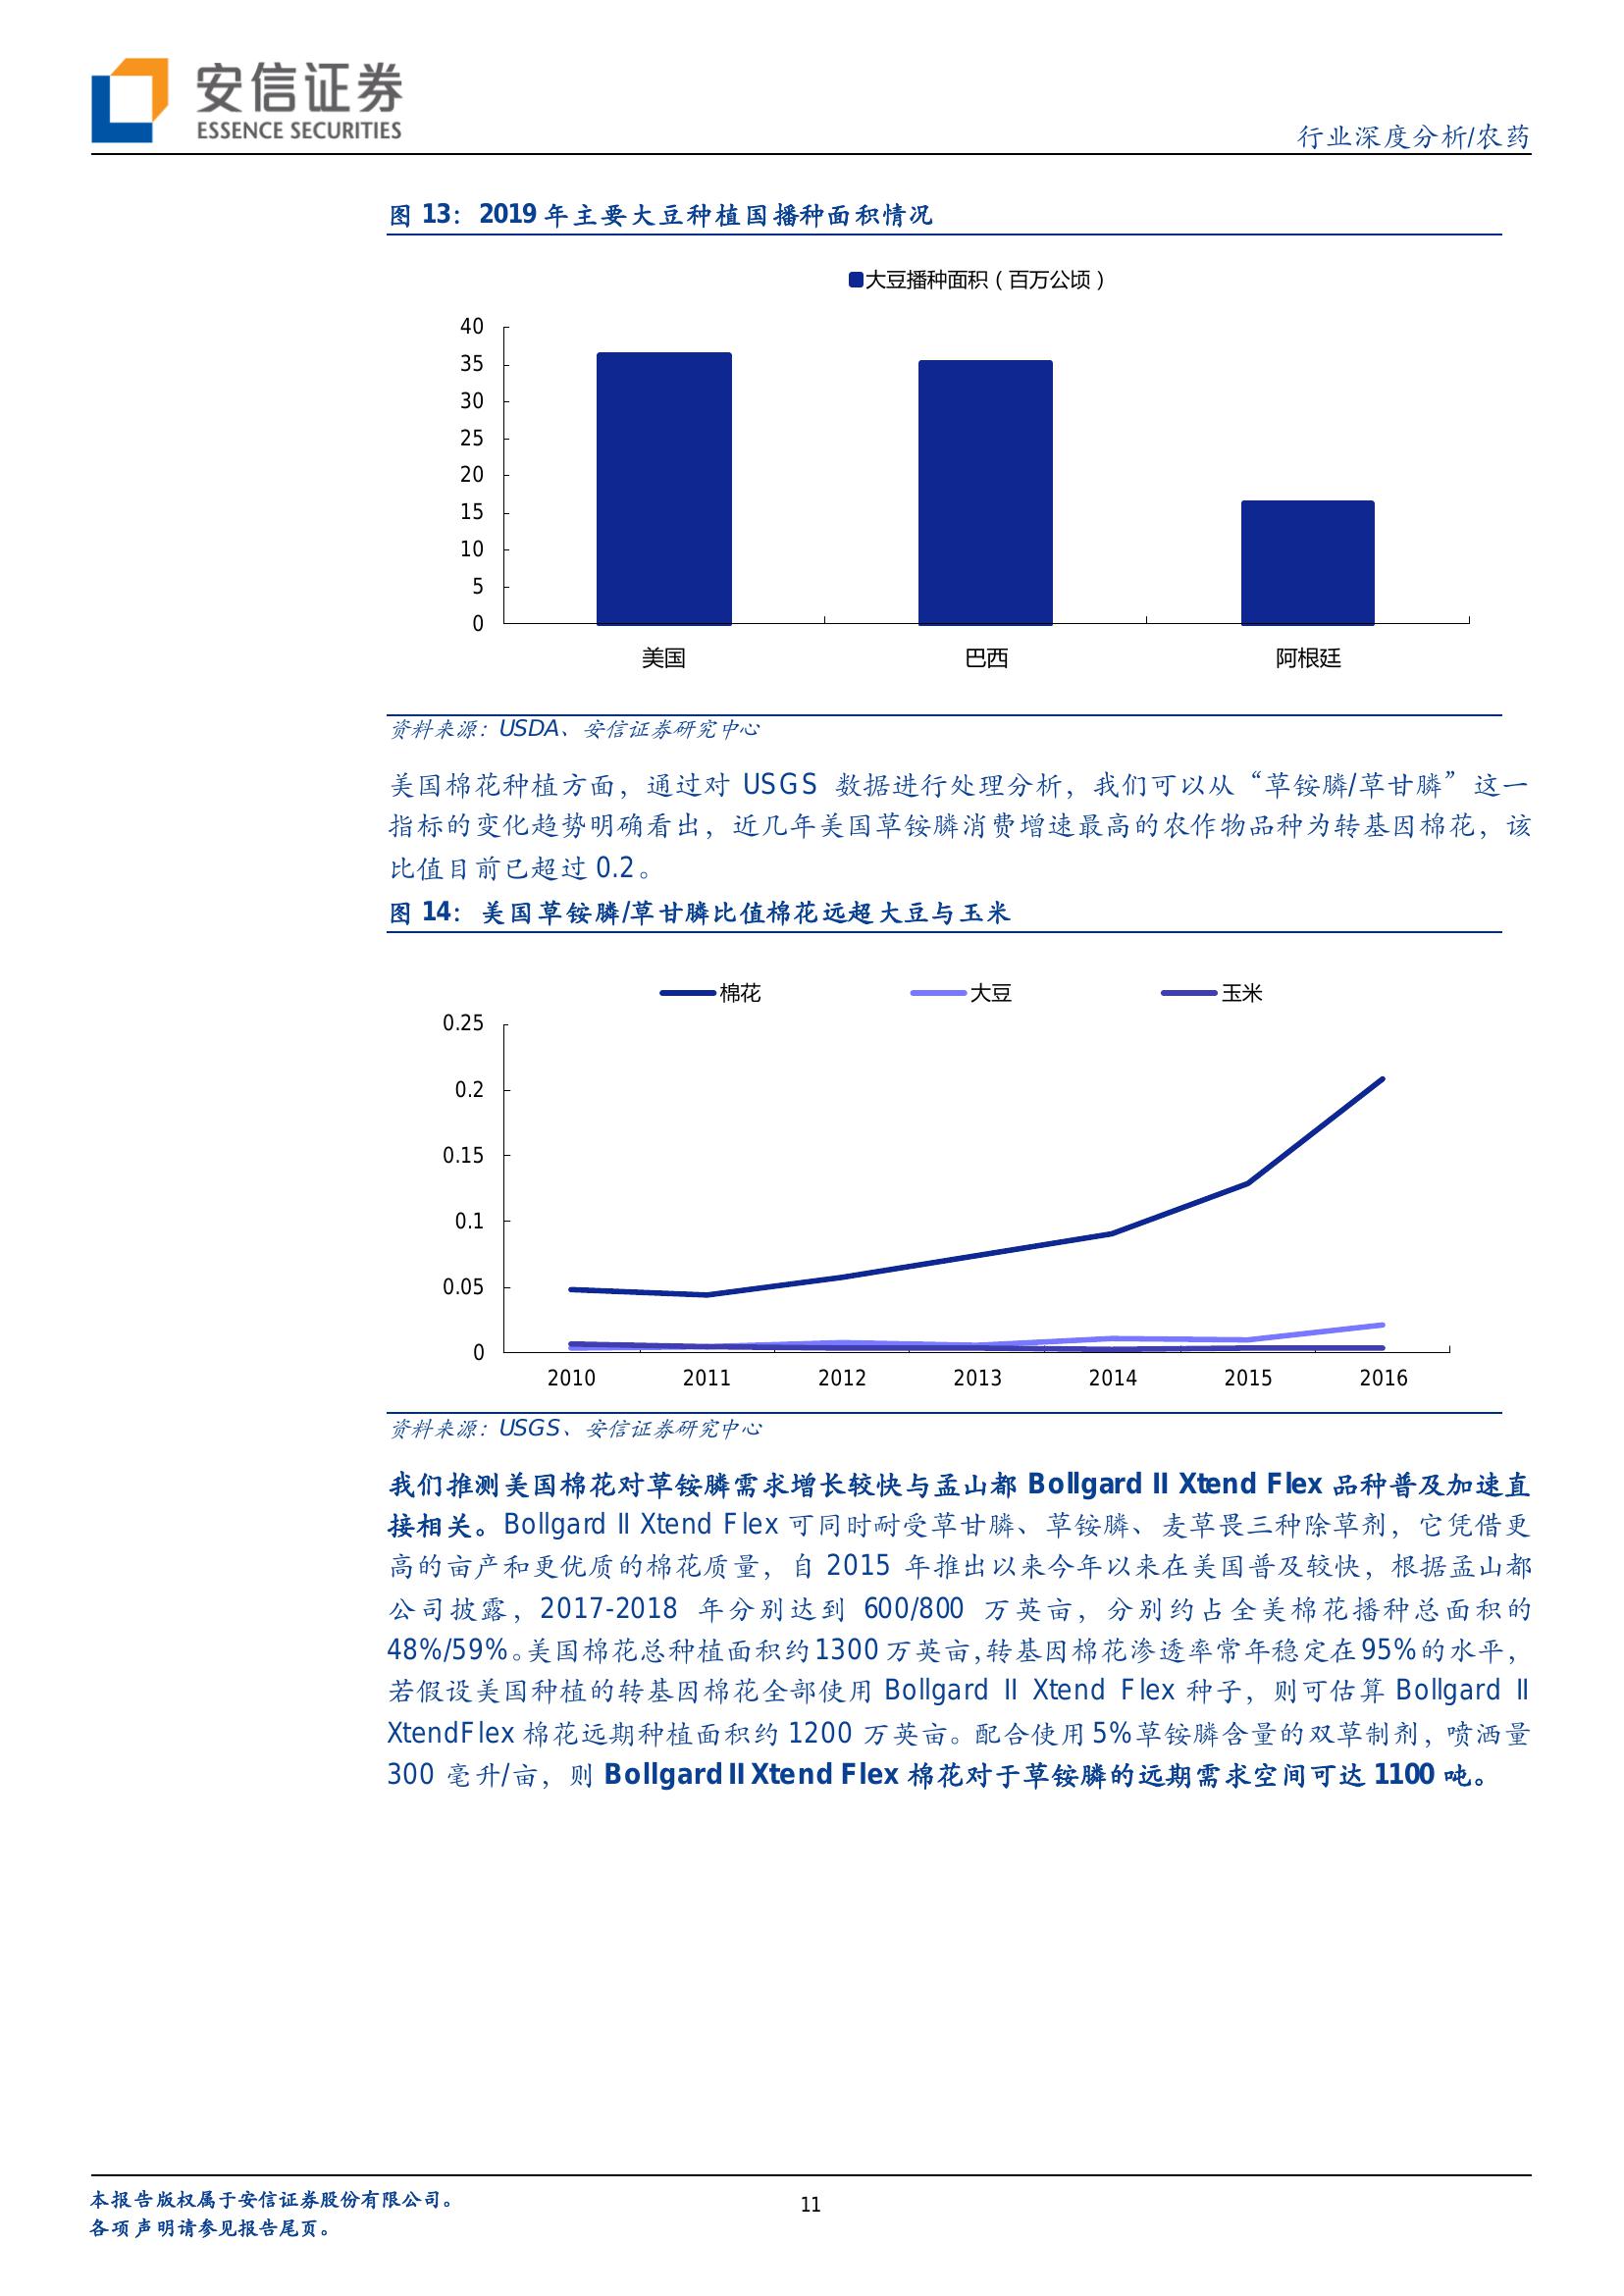 安信证券
ESSENCE SECURITIES
行业深度分析/农药
图 13：2019 年主要大豆种植国播种面积情况
大豆播种面积（百万公顷）
40
35
30
25
20
15
10
5
0
美国 巴西 阿根廷
资料来源：USDA、安信证券研究中心
美国棉花种植方面，通过对 USGS 数据进行处理分析，我们可以从“草铵膦/草甘膦”这一
指标的变化趋势明确看出，近几年美国草铵膦消费增速最高的农作物品种为转基因棉花，该
比值目前已超过 0.2。
图 14：美国草铵膦/草甘膦比值棉花远超大豆与玉米
棉花 大豆 玉米
0.25
0.2
0.15
0.1
0.05
0
2010 2011 2012 2013 2014 2015 2016
资料来源：USGS、安信证券研究中心
我们推测美国棉花对草铵膦需求增长较快与孟山都 Bollgard II Xtend Flex 品种普及加速直
接相关。Bollgard II Xtend Flex 可同时耐受草甘膦、草铵膦、麦草畏三种除草剂，它凭借更
高的亩产和更优质的棉花质量，自 2015 年推出以来今年以来在美国普及较快，根据孟山都
公司披露，2017-2018 年分别达到 600/800 万英亩，分别约占全美棉花播种总面积的
48%/59%。美国棉花总种植面积约 1300 万英亩，转基因棉花渗透率常年稳定在 95%的水平，
若假设美国种植的转基因棉花全部使用 Bollgard II Xtend Flex 种子，则可估算 Bollgard II
XtendFlex 棉花远期种植面积约 1200 万英亩。配合使用 5%草铵膦含量的双草制剂，喷洒量
300 毫升/亩，则 Bollgard II Xtend Flex 棉花对于草铵膦的远期需求空间可达 1100 吨。
本报告版权属于安信证券股份有限公司。
11
各项声明请参见报告尾页。